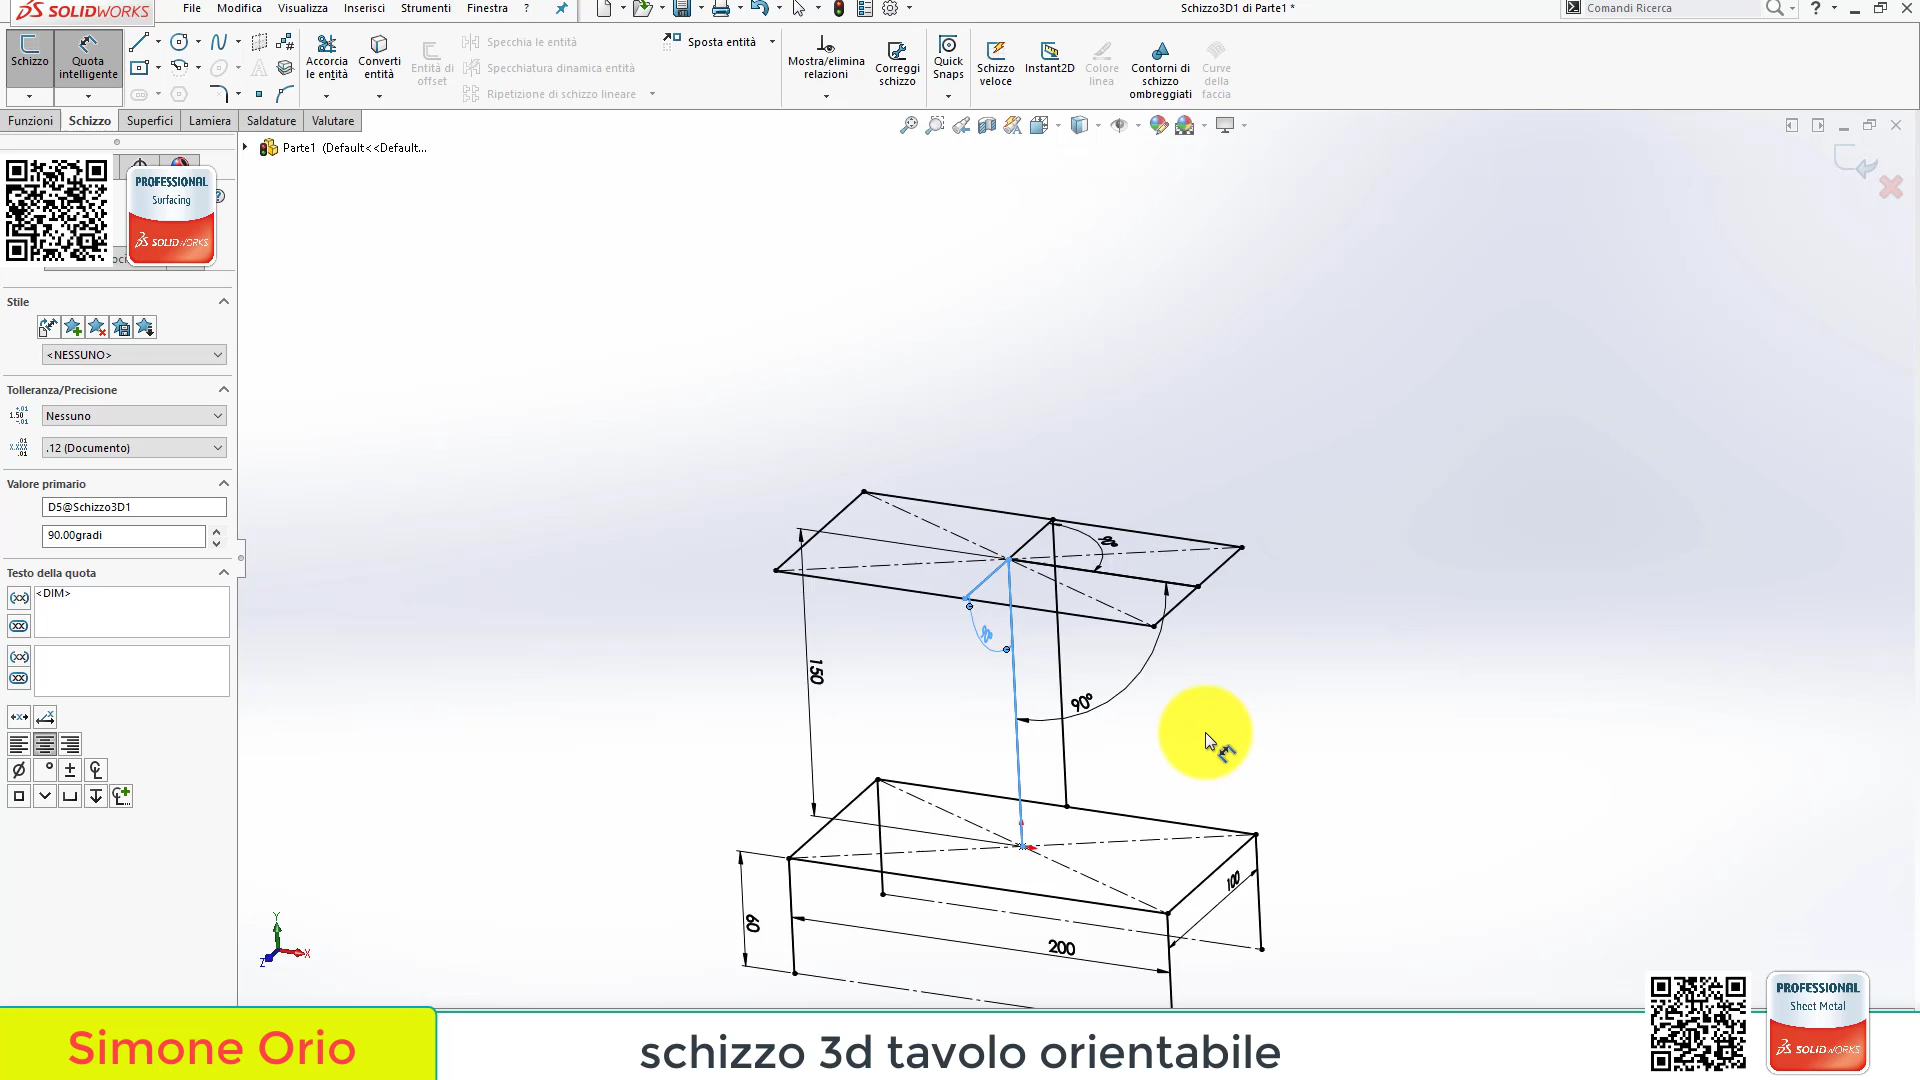 SOLIDWORKS
File Modifica Visualizza Inserisci Strumenti Finestra ?
Schizzo3D1 di Parte1 *
Comandi Ricerca
?
Schizzo
Quota intelligente
Accorcia le entità
Converti entità
Entità di offset
Specchia le entità
Specchiatura dinamica entità
Ripetizione di schizzo lineare
Sposta entità
Mostra/elimina relazioni
Correggi schizzo
Quick Snaps
Schizzo veloce
Instant2D
Colore linea
Contorni di schizzo ombreggiati
Curve della faccia
Funzioni Schizzo Superfici Lamiera Saldature Valutare
Parte1 (Default<<Default...
PROFESSIONAL
Surfacing
SOLIDWORKS
Stile
<NESSUNO>
Tolleranza/Precisione
Nessuno
.12 (Documento)
Valore primario
D5@Schizzo3D1
90.00gradi
Testo della quota
<DIM>
150
90°
60
200
100
Y
X
Z
Simone Orio
schizzo 3d tavolo orientabile
PROFESSIONAL
Sheet Metal
SOLIDWORKS